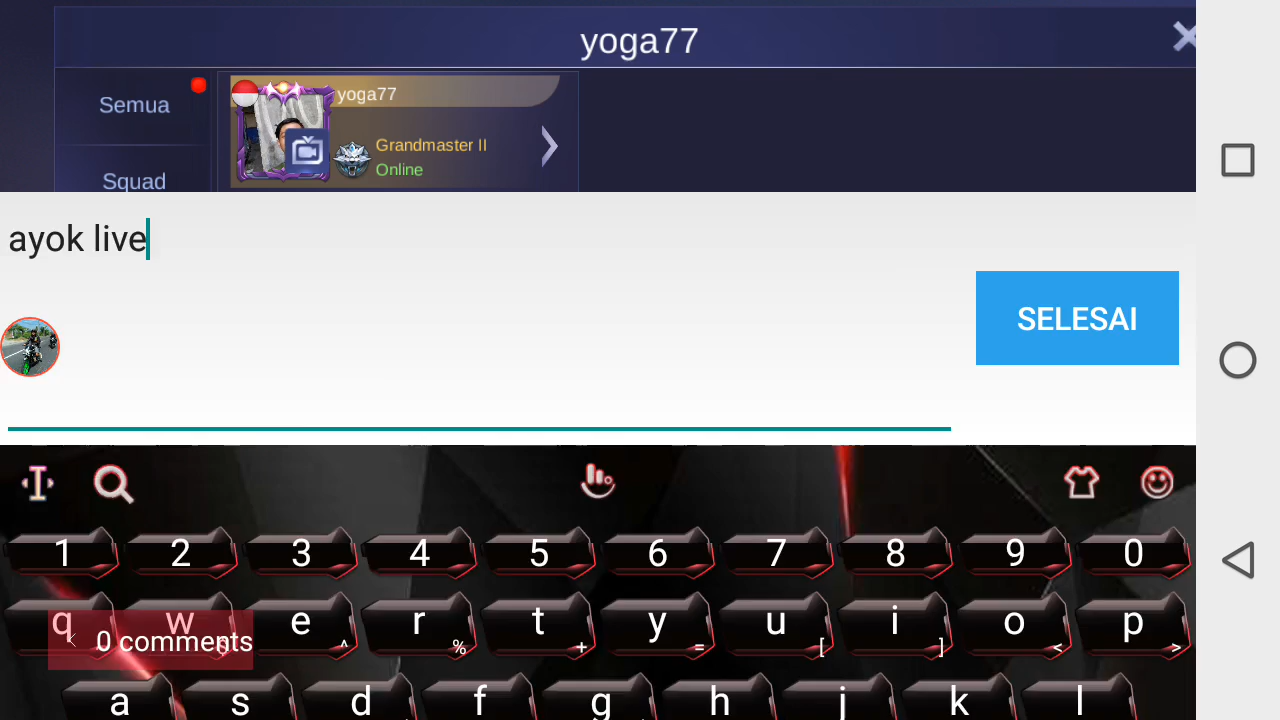 yoga77
Semua
yoga77
Grandmaster II
Online
Squad
ayok live
SELESAI
1 2 3 4 5 6 7 8 9 0
q w e r t y u i o p
^ % + = [ ] < >
0 comments
a s d f g h j k l